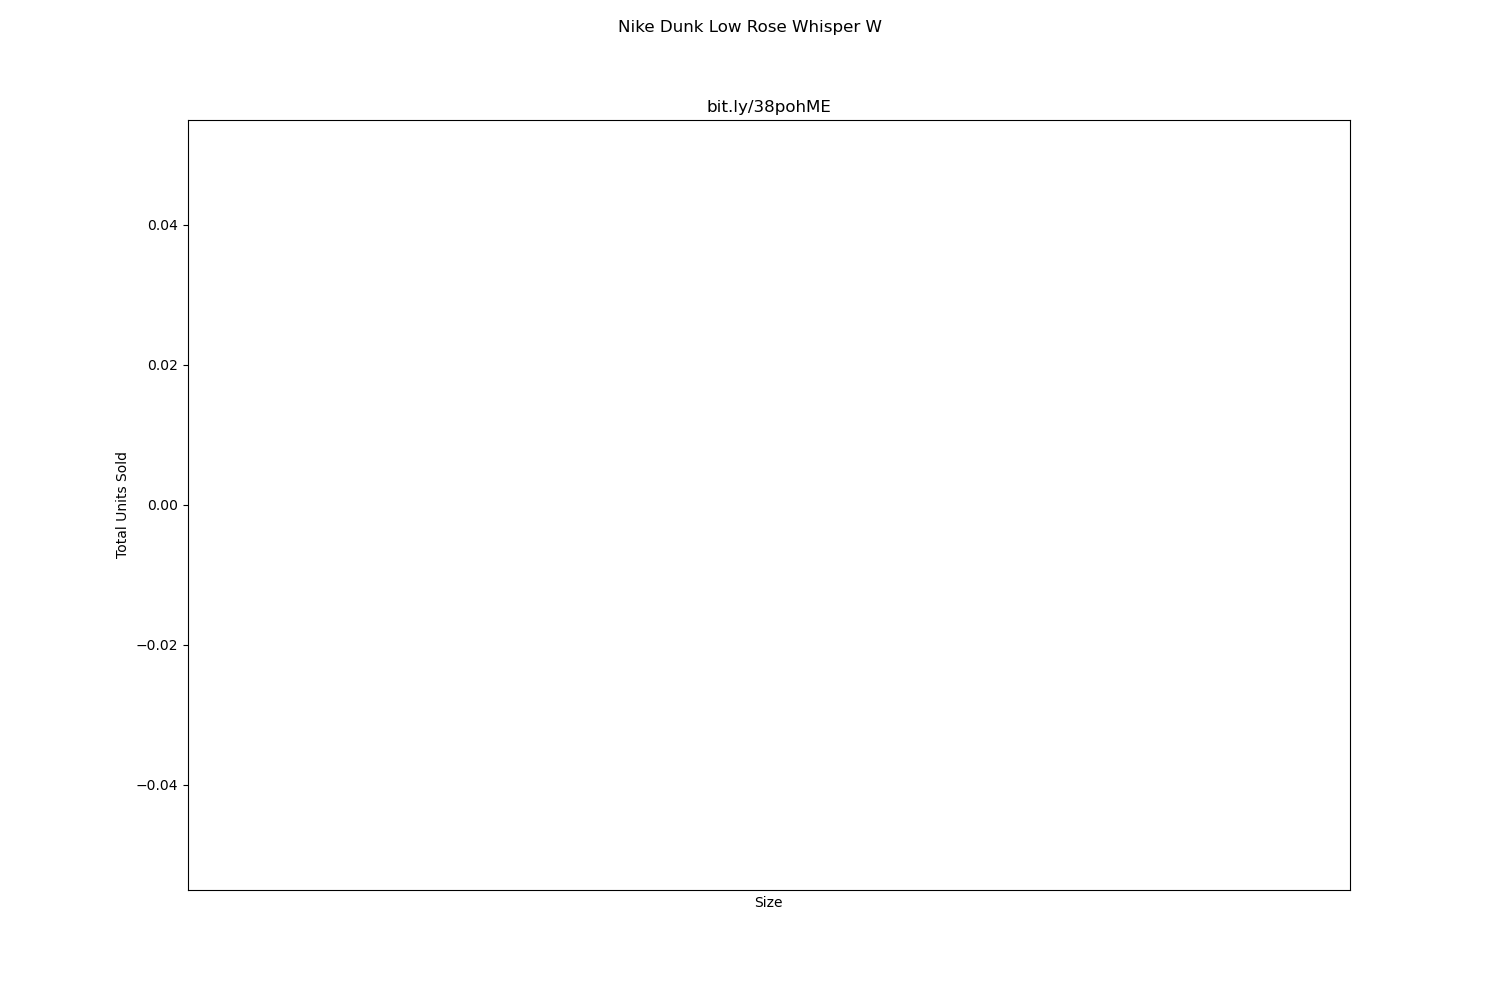 Nike Dunk Low Rose Whisper W
bit.ly/38pohME
0.04
0.02
0.00
−0.02
−0.04
Total Units Sold
Size